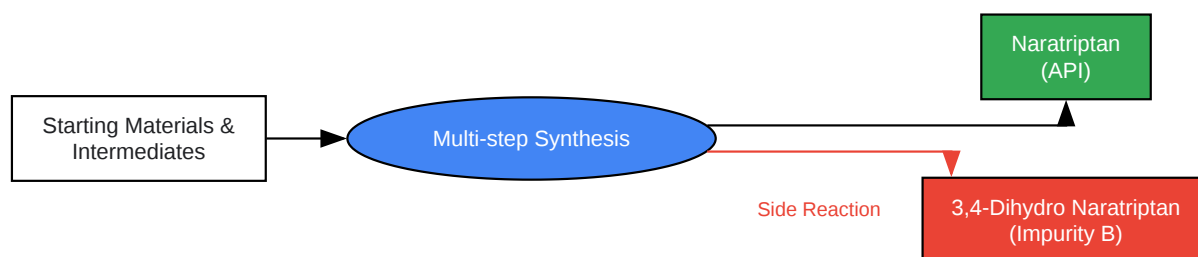 Naratriptan
(API)
Starting Materials &
Intermediates
Multi-step Synthesis
Side Reaction
3,4-Dihydro Naratriptan
(Impurity B)